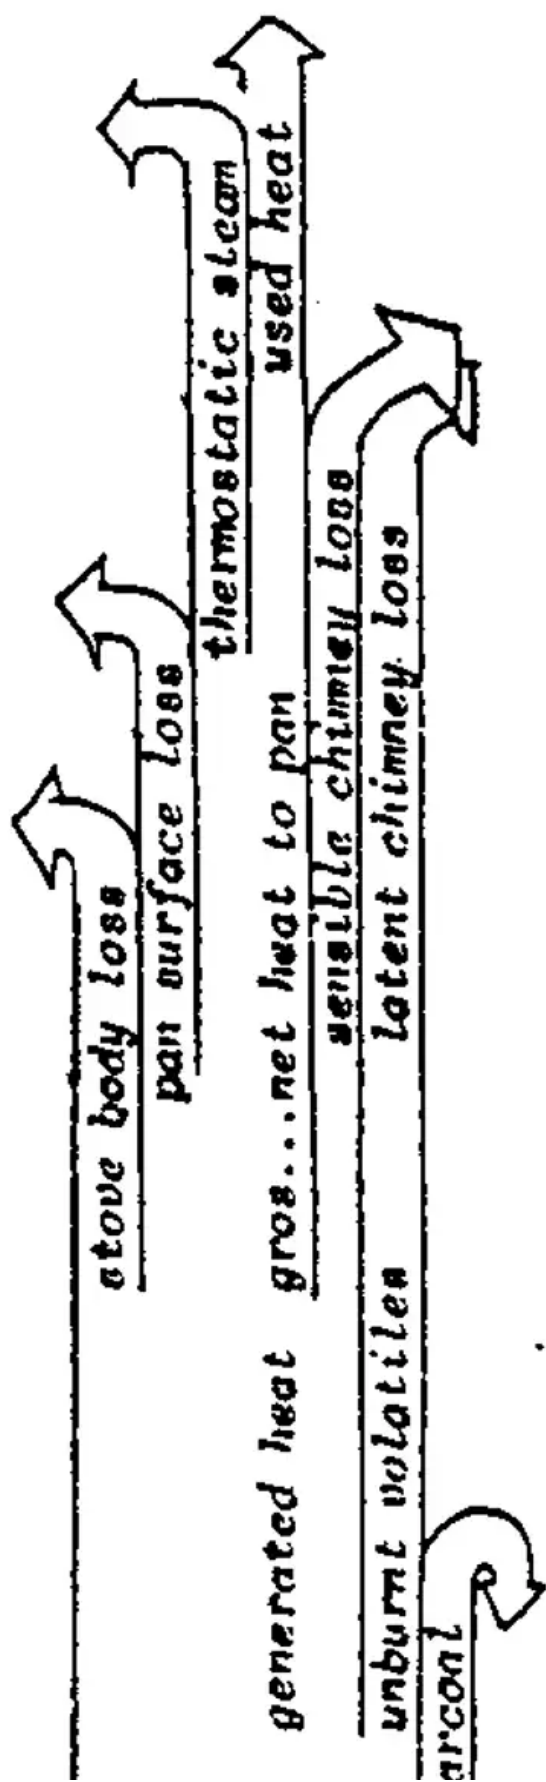 stove body loss
pan surface loss
thermostatic steam
used heat
generated heat gros...net heat to pan
sensible chimney loss
unburnt volatiles latent chimney loss
arcoal